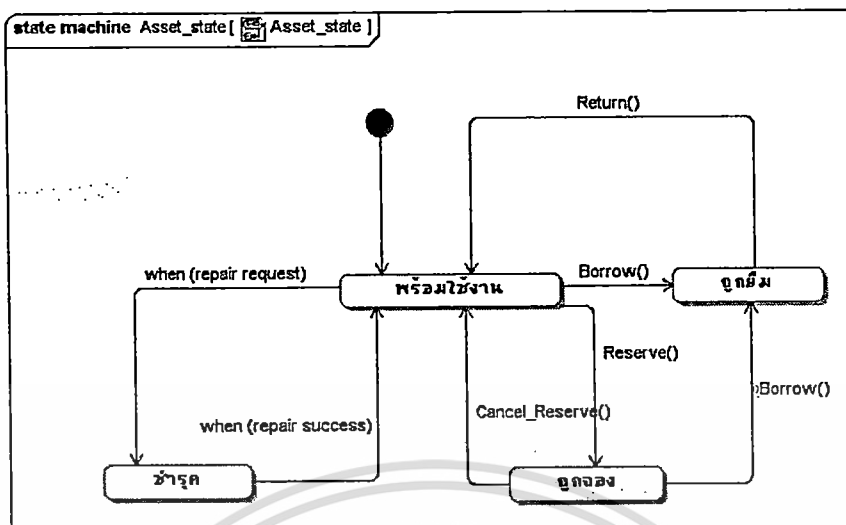 state machine Asset_state [ Asset_state ]
Return()
when (repair request)
พร้อมใช้งาน
Borrow()
ถูกยืม
Reserve()
Borrow()
when (repair success)
Cancel_Reserve()
ชำรุด
ถูกจอง